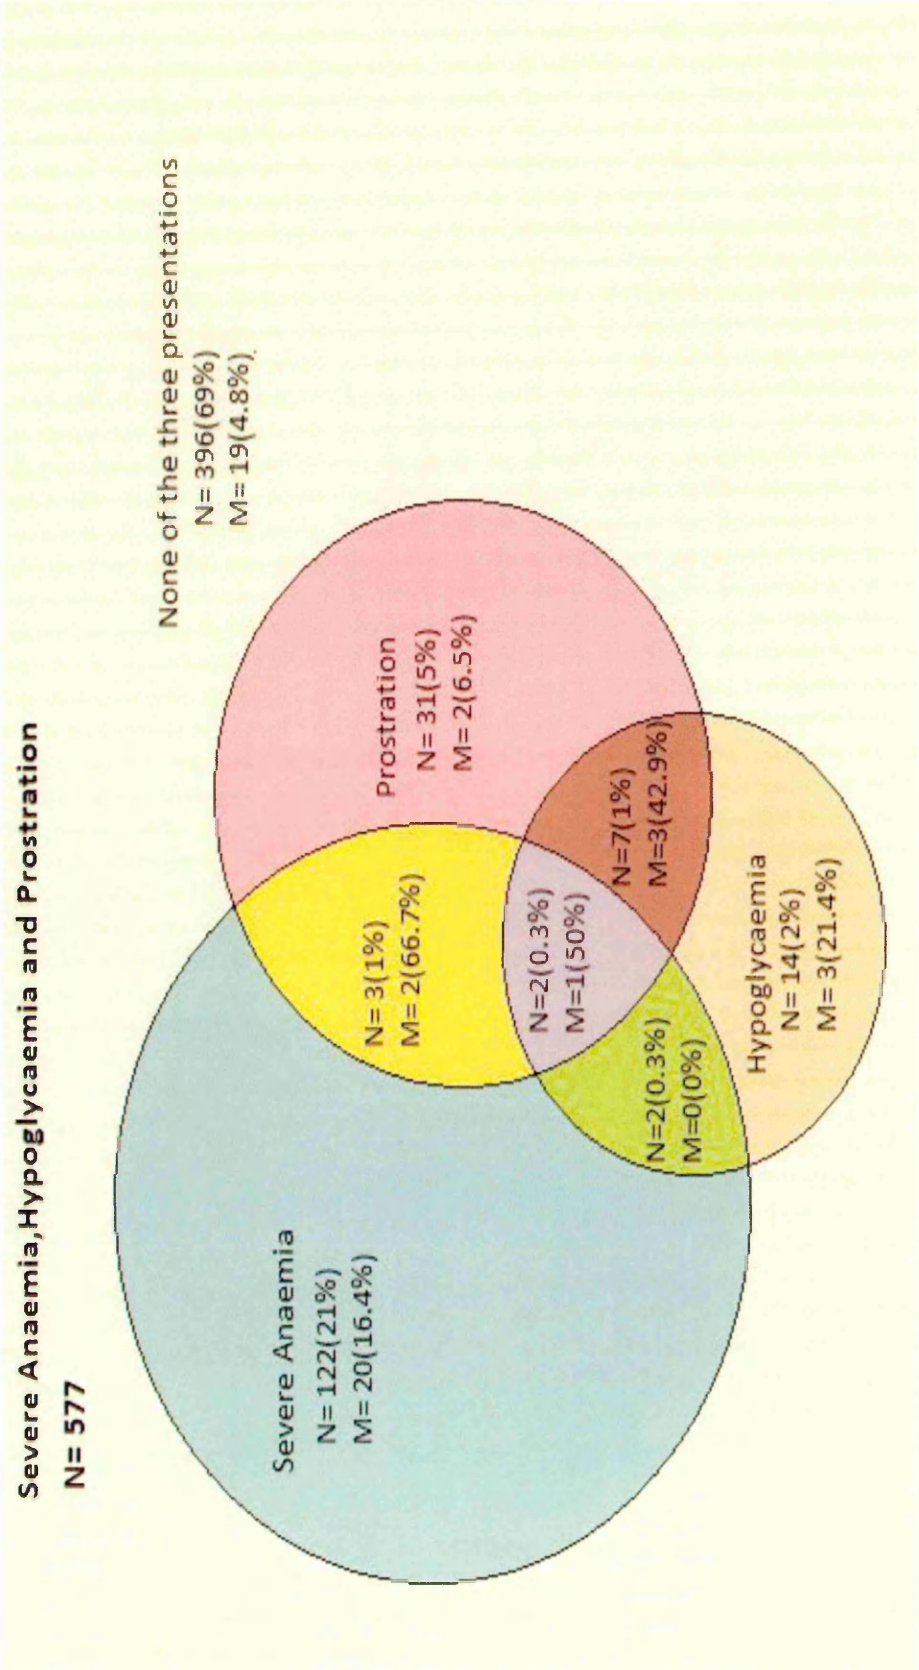 Severe Anaemia,Hypoglycaemia and Prostration
N= 577
None of the three presentations
N= 396(69%)
M= 19(4.8%)
Severe Anaemia
N= 122(21%)
M= 20(16.4%)
N= 3(1%)
M= 2(66.7%)
Prostration
N= 31(5%)
M= 2(6.5%)
N=2(0.3%)
M=1(50%)
N=7(1%)
M=3(42.9%)
N=2(0.3%)
M=0(0%)
Hypoglycaemia
N= 14(2%)
M= 3(21.4%)